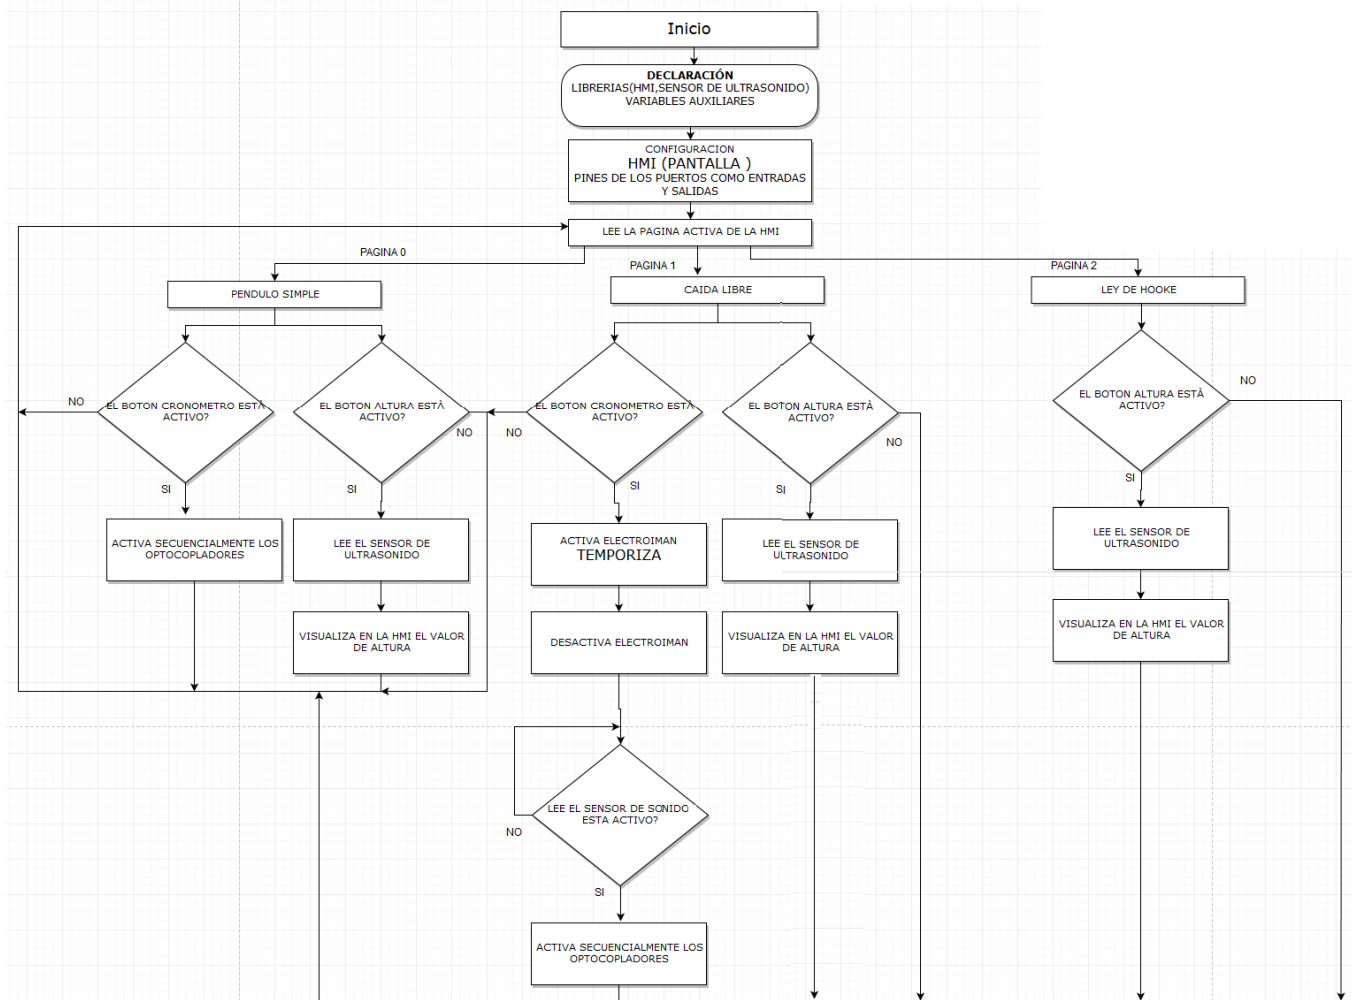 Inicio
DECLARACIÓN
LIBRERIAS(HMI,SENSOR DE ULTRASONIDO)
VARIABLES AUXILIARES
CONFIGURACION
HMI (PANTALLA )
PINES DE LOS PUERTOS COMO ENTRADAS
Y SALIDAS
LEE LA PAGINA ACTIVA DE LA HMI
PAGINA 0
PAGINA 1
PAGINA 2
PENDULO SIMPLE
CAIDA LIBRE
LEY DE HOOKE
EL BOTON CRONOMETRO ESTÀ
ACTIVO?
NO
SI
EL BOTON ALTURA ESTÀ
ACTIVO?
NO
SI
EL BOTON CRONOMETRO ESTÀ
ACTIVO?
NO
SI
EL BOTON ALTURA ESTÀ
ACTIVO?
NO
SI
EL BOTON ALTURA ESTÀ
ACTIVO?
NO
SI
ACTIVA SECUENCIALMENTE LOS
OPTOCOPLADORES
LEE EL SENSOR DE
ULTRASONIDO
ACTIVA ELECTROIMAN
TEMPORIZA
LEE EL SENSOR DE
ULTRASONIDO
LEE EL SENSOR DE
ULTRASONIDO
VISUALIZA EN LA HMI EL VALOR
DE ALTURA
DESACTIVA ELECTROIMAN
VISUALIZA EN LA HMI EL VALOR
DE ALTURA
VISUALIZA EN LA HMI EL VALOR
DE ALTURA
LEE EL SENSOR DE SONIDO
ESTA ACTIVO?
NO
SI
ACTIVA SECUENCIALMENTE LOS
OPTOCOPLADORES